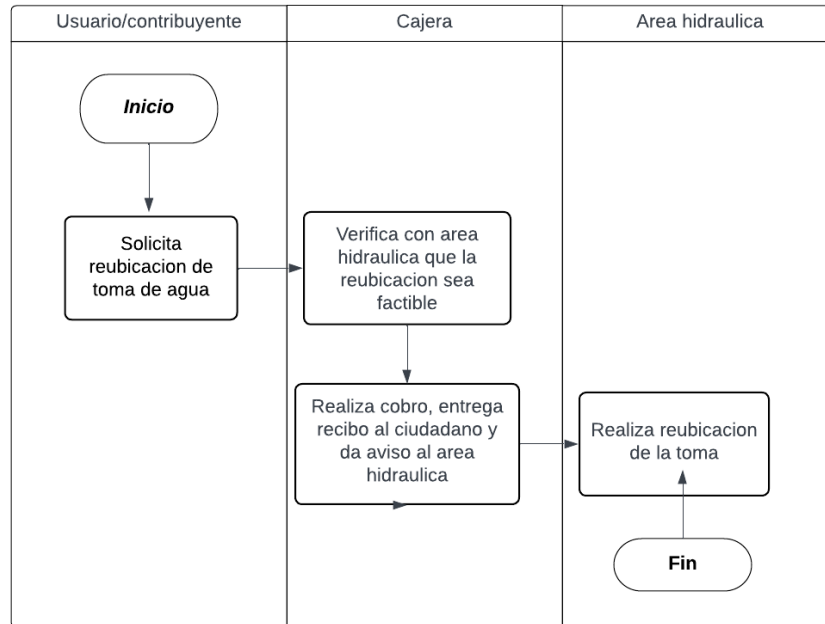 Usuario/contribuyente
Cajera
Area hidraulica
Inicio
Solicita
reubicacion de
toma de agua
Verifica con area
hidraulica que la
reubicacion sea
factible
Realiza cobro, entrega
recibo al ciudadano y
da aviso al area
hidraulica
Realiza reubicacion
de la toma
Fin